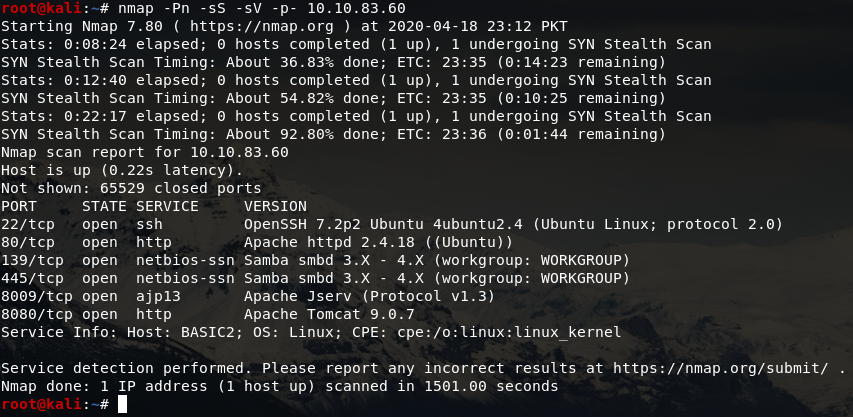 root@kali:~# nmap -Pn -sS -sV -p- 10.10.83.60
Starting Nmap 7.80 ( https://nmap.org ) at 2020-04-18 23:12 PKT
Stats: 0:08:24 elapsed; 0 hosts completed (1 up), 1 undergoing SYN Stealth Scan
SYN Stealth Scan Timing: About 36.83% done; ETC: 23:35 (0:14:23 remaining)
Stats: 0:12:40 elapsed; 0 hosts completed (1 up), 1 undergoing SYN Stealth Scan
SYN Stealth Scan Timing: About 54.82% done; ETC: 23:35 (0:10:25 remaining)
Stats: 0:22:17 elapsed; 0 hosts completed (1 up), 1 undergoing SYN Stealth Scan
SYN Stealth Scan Timing: About 92.80% done; ETC: 23:36 (0:01:44 remaining)
Nmap scan report for 10.10.83.60
Host is up (0.22s latency).
Not shown: 65529 closed ports
PORT     STATE SERVICE     VERSION
22/tcp   open  ssh         OpenSSH 7.2p2 Ubuntu 4ubuntu2.4 (Ubuntu Linux; protocol 2.0)
80/tcp   open  http        Apache httpd 2.4.18 ((Ubuntu))
139/tcp  open  netbios-ssn Samba smbd 3.X - 4.X (workgroup: WORKGROUP)
445/tcp  open  netbios-ssn Samba smbd 3.X - 4.X (workgroup: WORKGROUP)
8009/tcp open  ajp13       Apache Jserv (Protocol v1.3)
8080/tcp open  http        Apache Tomcat 9.0.7
Service Info: Host: BASIC2; OS: Linux; CPE: cpe:/o:linux:linux_kernel
Service detection performed. Please report any incorrect results at https://nmap.org/submit/ .
Nmap done: 1 IP address (1 host up) scanned in 1501.00 seconds
root@kali:~#